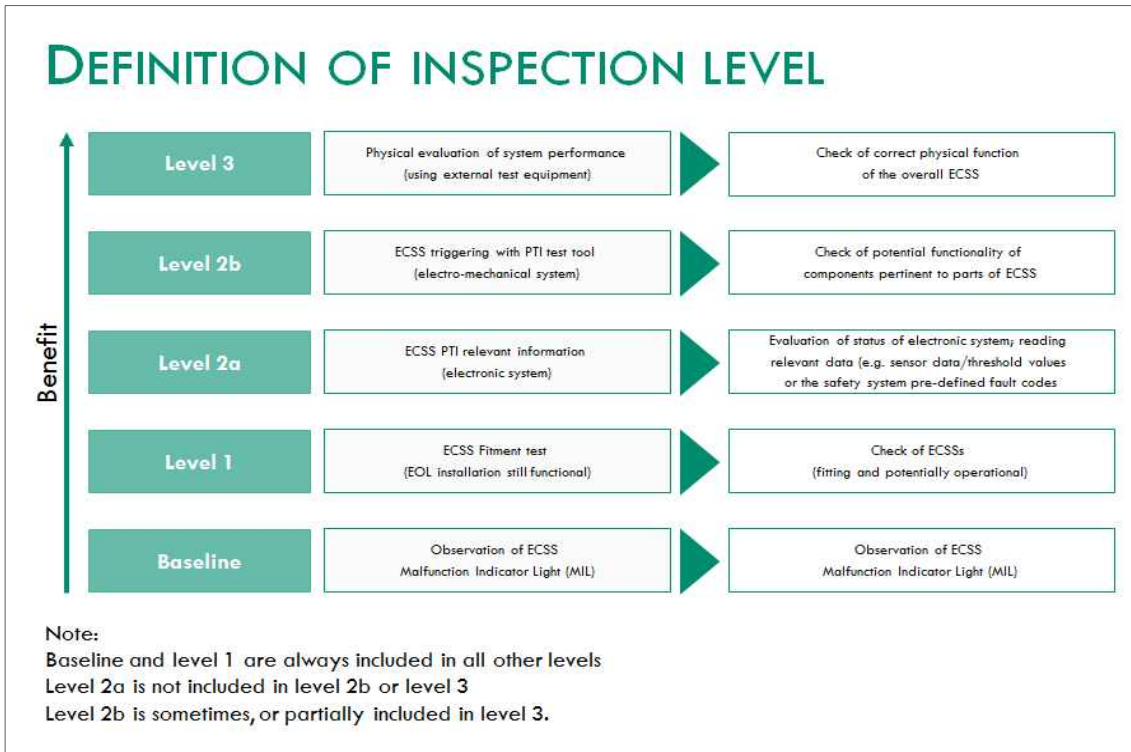 DEFINITION OF INSPECTION LEVEL
Benefit
Level 3
Physical evaluation of system performance
(using external test equipment)
Check of correct physical function
of the overall ECSS
Level 2b
ECSS triggering with PTI test tool
(electro-mechanical system)
Check of potential functionality of
components pertinent to parts of ECSS
Level 2a
ECSS PTI relevant information
(electronic system)
Evaluation of status of electronic system; reading
relevant data (e.g. sensor data/threshold values
or the safety system pre-defined fault codes
Level 1
ECSS Fitment test
(EOL installation still functional)
Check of ECSSs
(fitting and potentially operational)
Baseline
Observation of ECSS
Malfunction Indicator Light (MIL)
Observation of ECSS
Malfunction Indicator Light (MIL)
Note:
Baseline and level 1 are always included in all other levels
Level 2a is not included in level 2b or level 3
Level 2b is sometimes, or partially included in level 3.